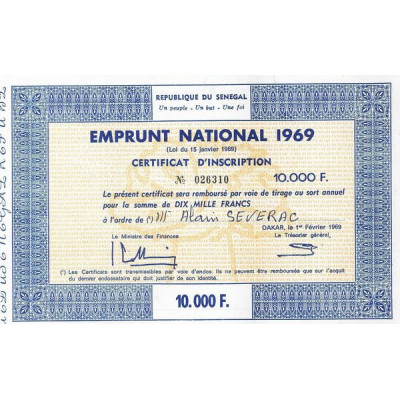 REPUBLIQUE DU SENEGAL
Un peuple - Un but - Une foi
EMPRUNT NATIONAL 1969
(Loi du 15 janvier 1969)
CERTIFICAT D'INSCRIPTION
№ 026310 10.000 F.
Le présent certificat sera remboursé par voie de tirage au sort annuel
pour la somme de DIX MILLE FRANCS
à l'ordre de (¹) M Alain SEVERAC
DAKAR, le 1er Février 1969
Le Ministre des Finances Le Trésorier général,
(¹) Les Certificats sont transmissibles par voie d'endos. Ils ne peuvent être remboursés que sur l'acquit
du dernier endossataire qui doit justifier de son identité.
10.000 F.